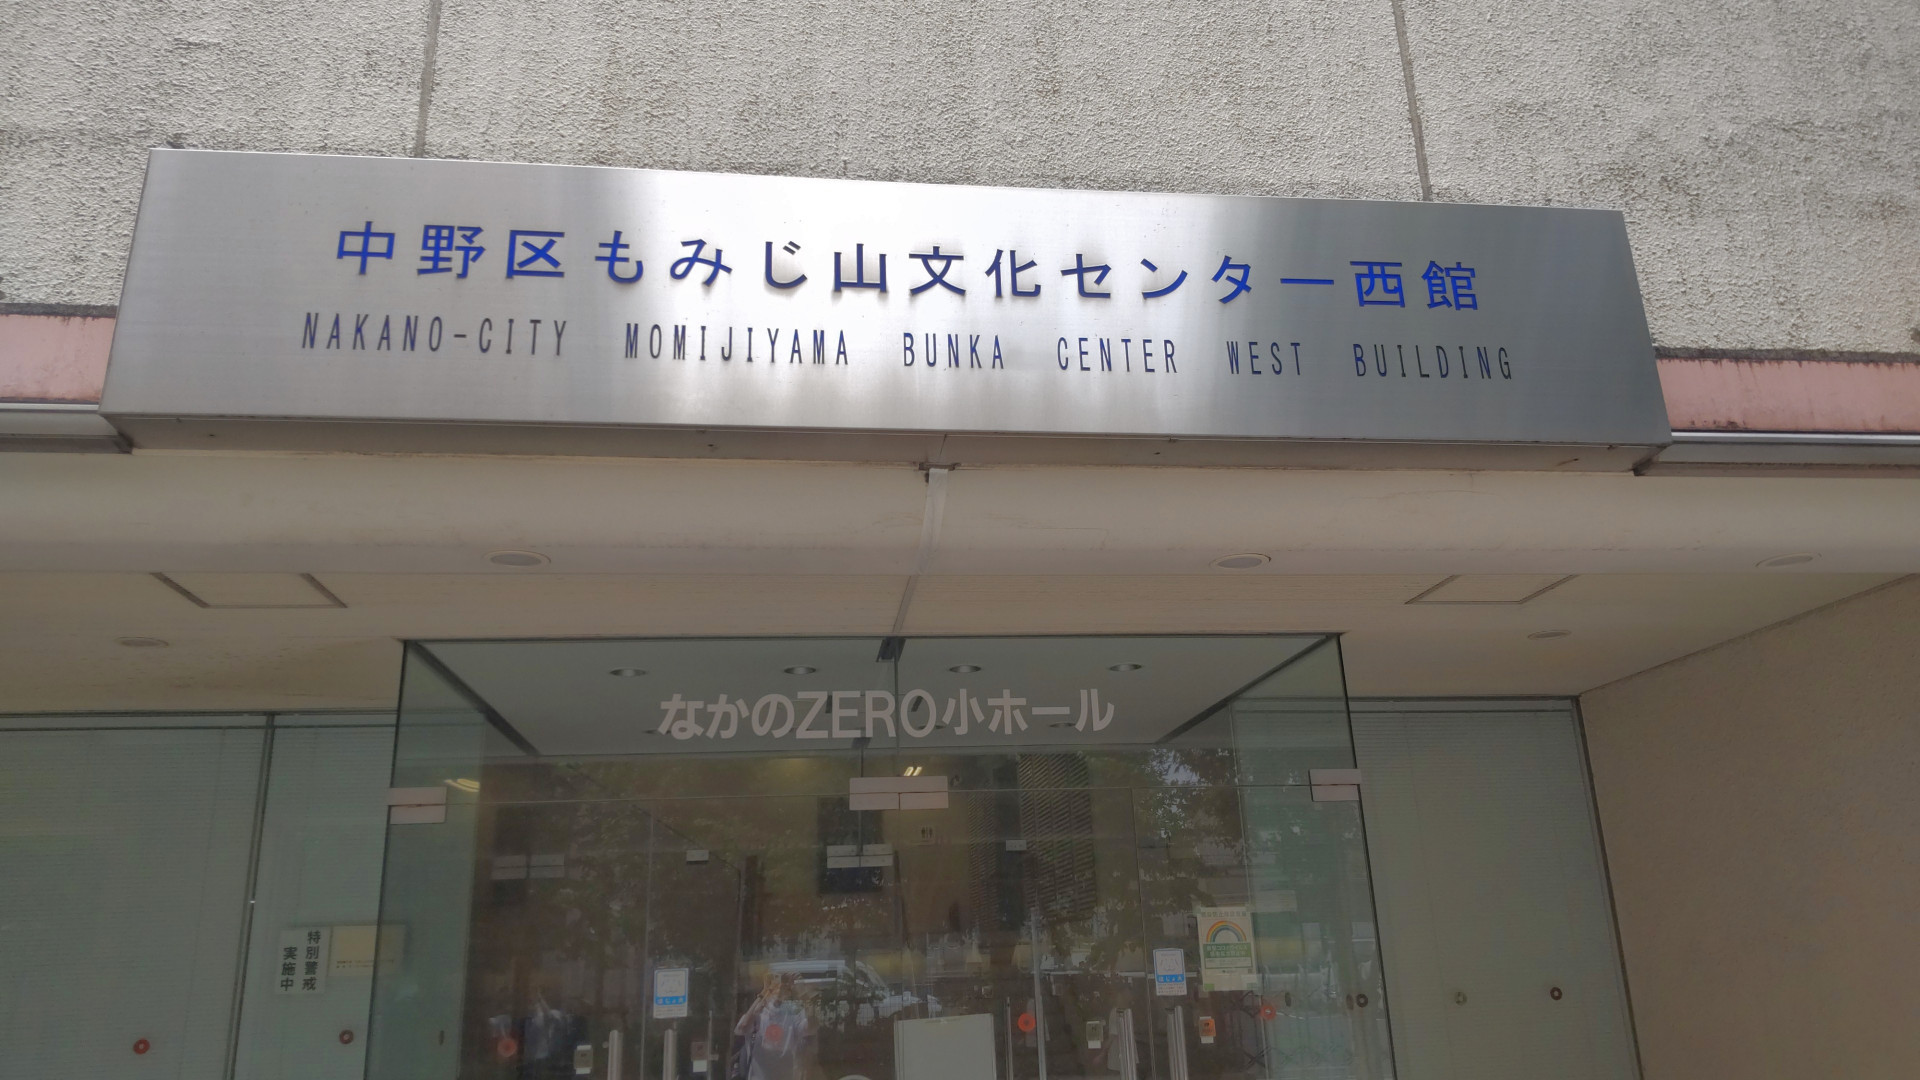 中野区もみじ山文化センター西館
NAKANO-CITY MOMIJIYAMA BUNKA CENTER WEST BUILDING
なかのZERO小ホール
特別警戒
実施中